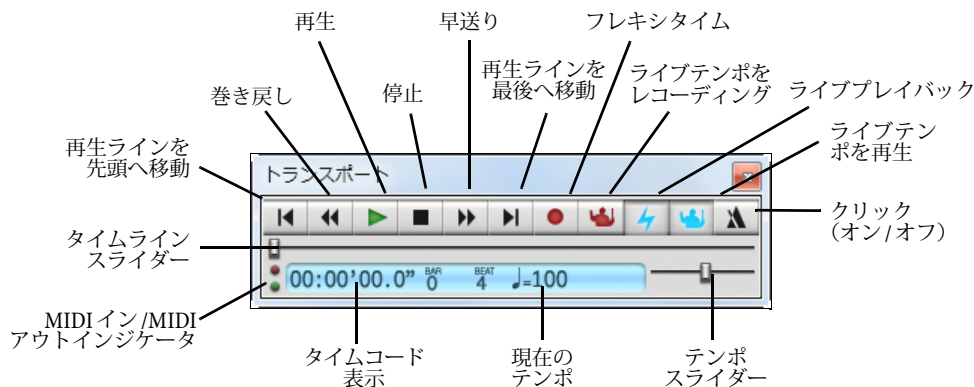 再生
早送り
フレキシタイム
巻き戻し
停止
再生ラインを
最後へ移動
ライブテンポを
レコーディング
ライブプレイバック
再生ラインを
先頭へ移動
ライブテン
ポを再生
トランスポート
クリック
（オン/オフ）
タイムライン
スライダー
00:00'00.0” BAR 0 BEAT 4 ♩=100
MIDI イン /MIDI
アウトインジケータ
タイムコード
表示
現在の
テンポ
テンポ
スライダー